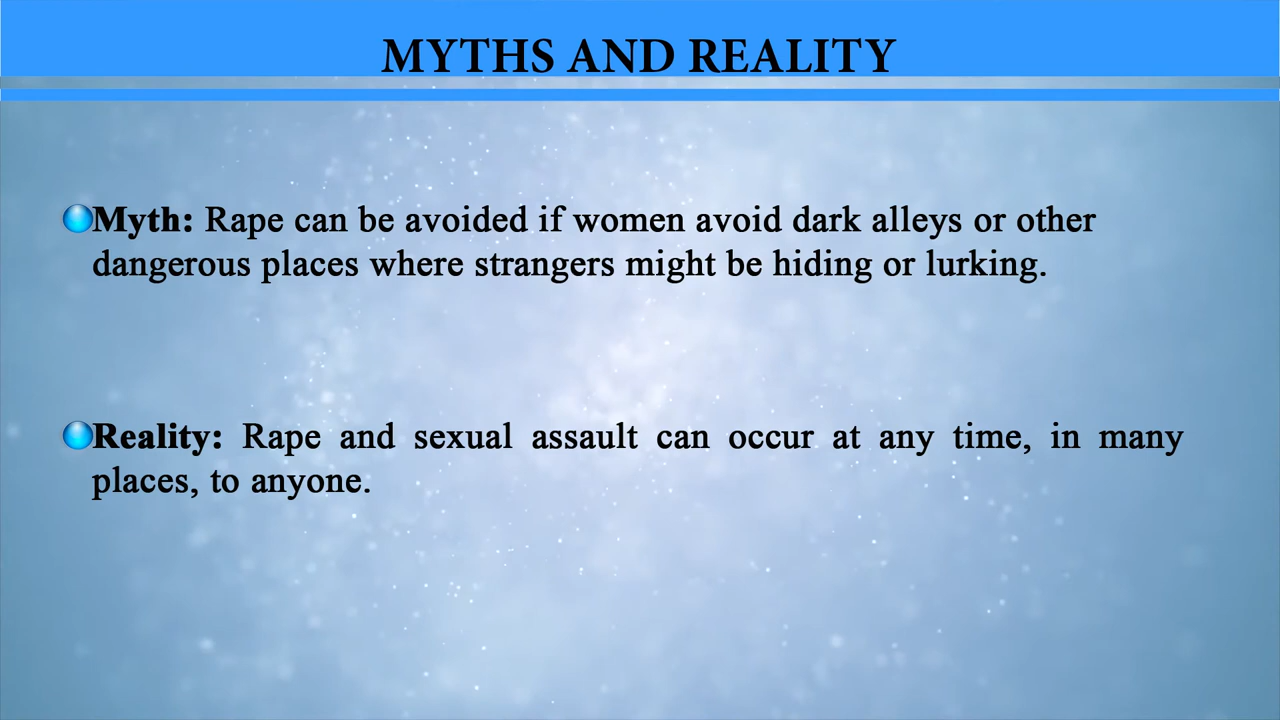 MYTHS AND REALITY
Myth: Rape can be avoided if women avoid dark alleys or other
dangerous places where strangers might be hiding or lurking.
Reality: Rape and sexual assault can occur at any time, in many
places, to anyone.